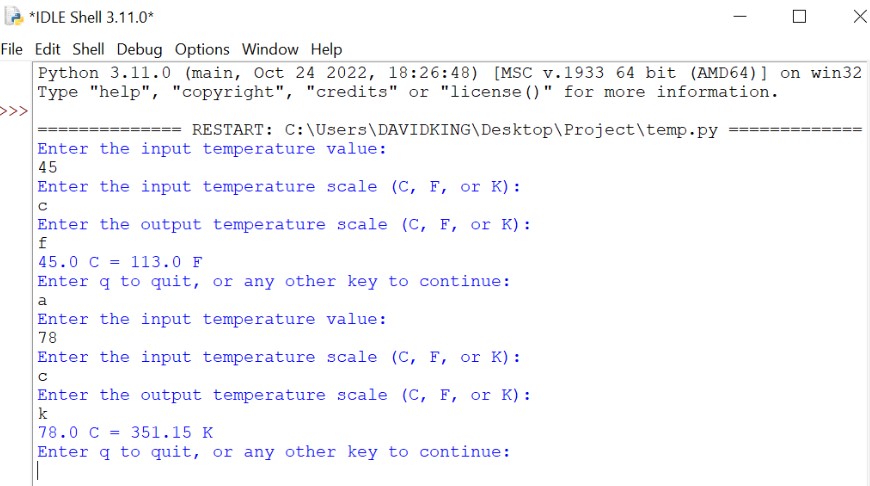 *IDLE Shell 3.11.0*
File Edit Shell Debug Options Window Help
Python 3.11.0 (main, Oct 24 2022, 18:26:48) [MSC v.1933 64 bit (AMD64)] on win32
Type "help", "copyright", "credits" or "license()" for more information.
>>>
============== RESTART: C:\Users\DAVIDKING\Desktop\Project\temp.py =============
Enter the input temperature value:
45
Enter the input temperature scale (C, F, or K):
c
Enter the output temperature scale (C, F, or K):
f
45.0 C = 113.0 F
Enter q to quit, or any other key to continue:
a
Enter the input temperature value:
78
Enter the input temperature scale (C, F, or K):
c
Enter the output temperature scale (C, F, or K):
k
78.0 C = 351.15 K
Enter q to quit, or any other key to continue: